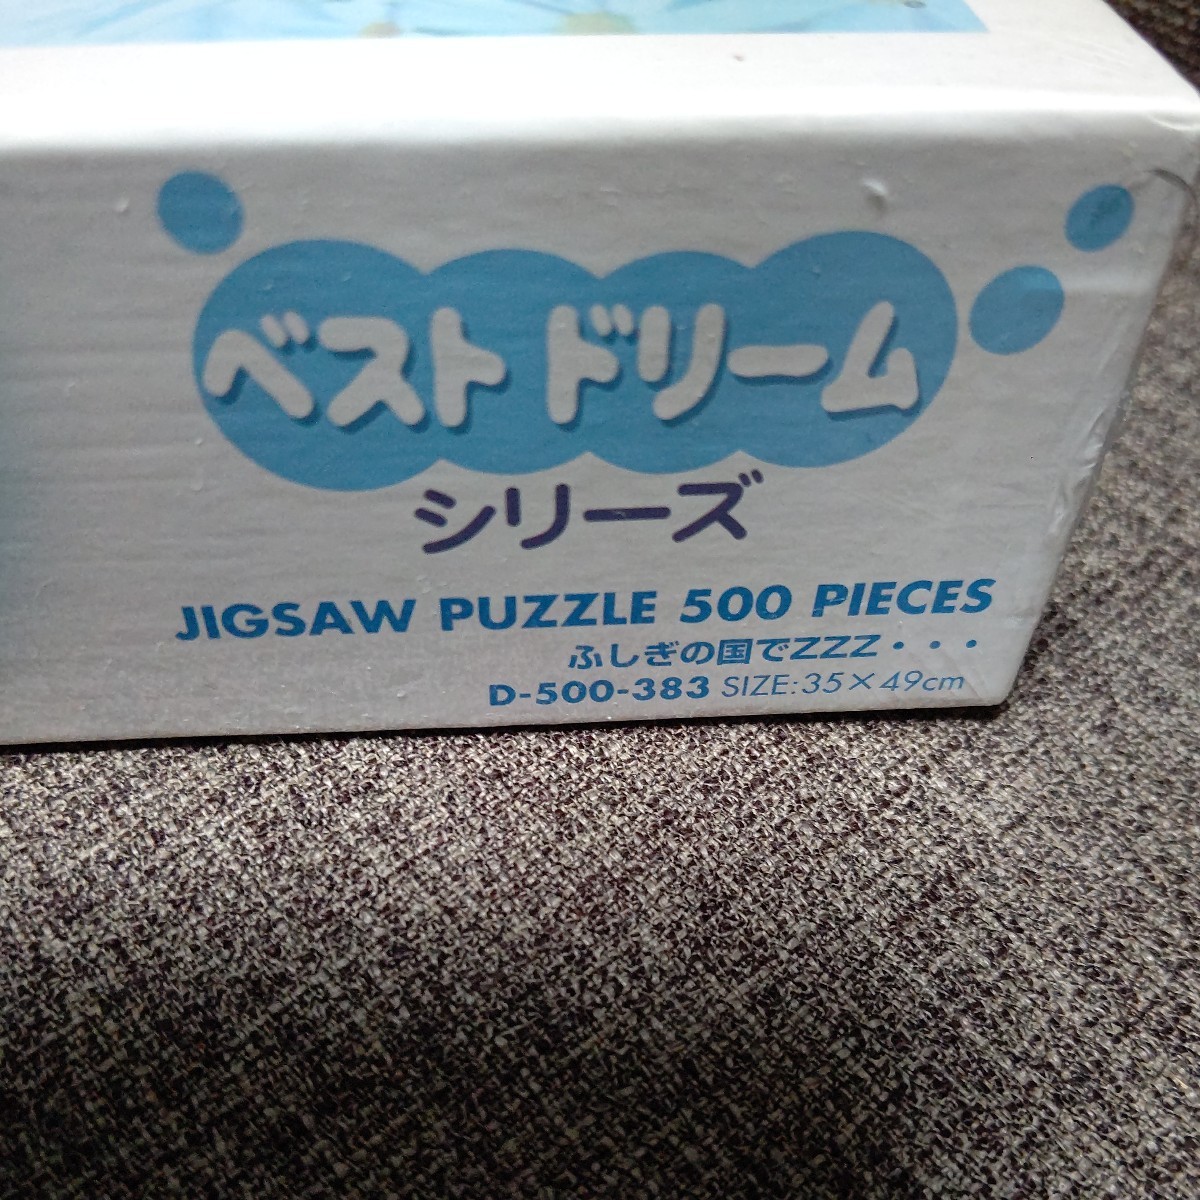 ベスト ドリーム
シリーズ
JIGSAW PUZZLE 500 PIECES
ふしぎの国でZZZ・・・
D-500-383 SIZE:35×49cm